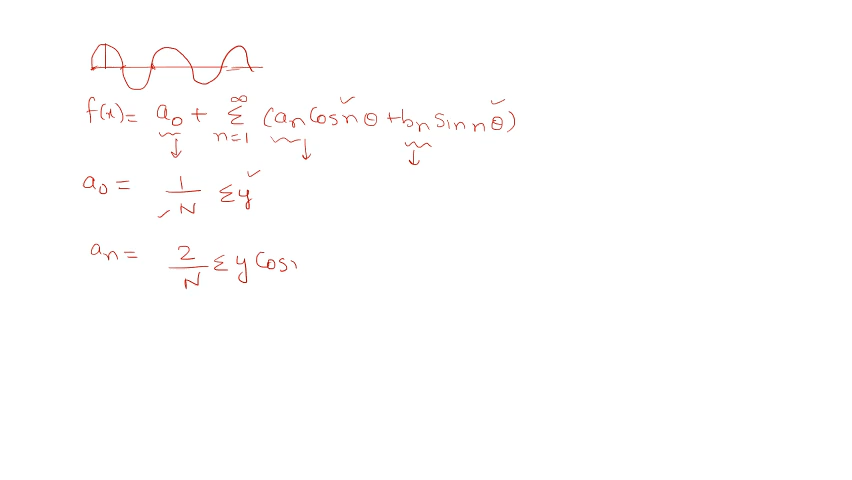 f(x) = a₀ + ∞ Σ n=1 (aₙ cos nθ + bₙ sin nθ)
a₀ = 1/N Σy
aₙ = 2/N Σ y cos